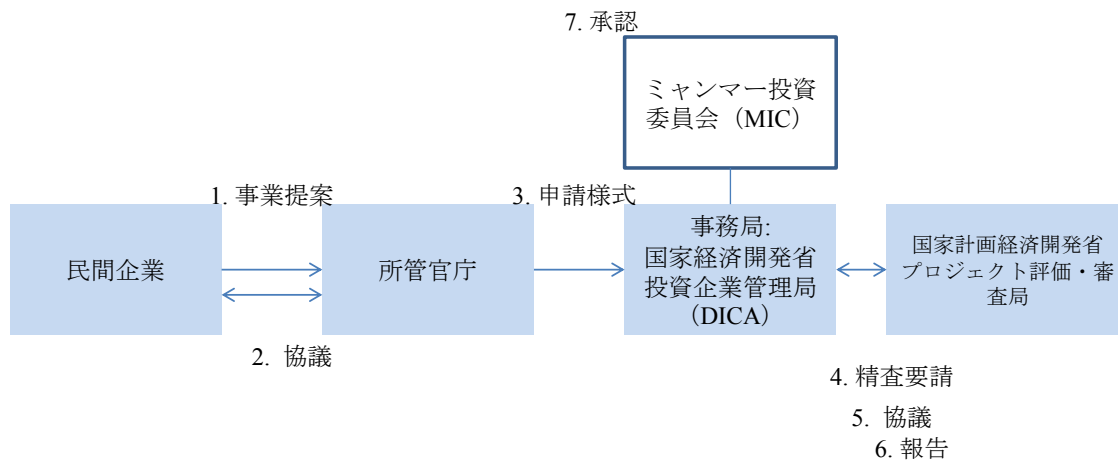 7. 承認
ミャンマー投資
委員会（MIC）
1. 事業提案
3. 申請様式
民間企業
所管官庁
事務局:
国家経済開発省
投資企業管理局
（DICA）
国家計画経済開発省
プロジェクト評価・審
査局
2. 協議
4. 精査要請
5. 協議
6. 報告